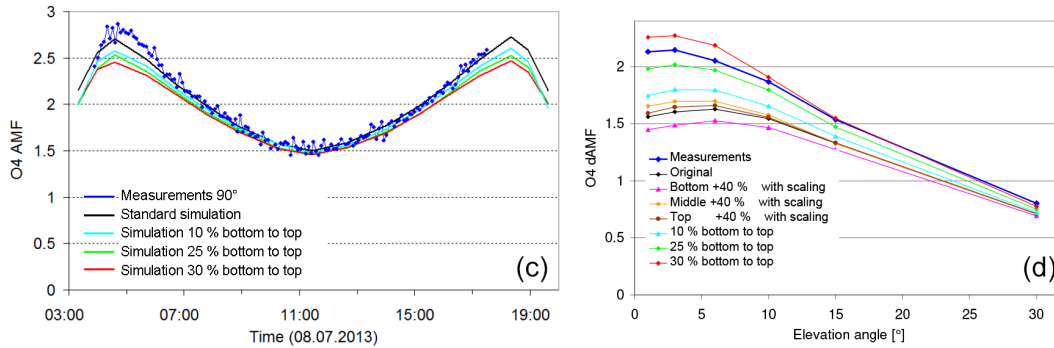 3
2.5
2
1.5
1
0.5
0
O4 AMF
Measurements 90°
Standard simulation
Simulation 10 % bottom to top
Simulation 25 % bottom to top
Simulation 30 % bottom to top
(c)
03:00 07:00 11:00 15:00 19:00
Time (08.07.2013)
2
1.5
1
0.5
0
O4 dAMF
Measurements
Original
Bottom +40 % with scaling
Middle +40 % with scaling
Top +40 % with scaling
10 % bottom to top
25 % bottom to top
30 % bottom to top
(d)
0 5 10 15 20 25 30
Elevation angle [°]